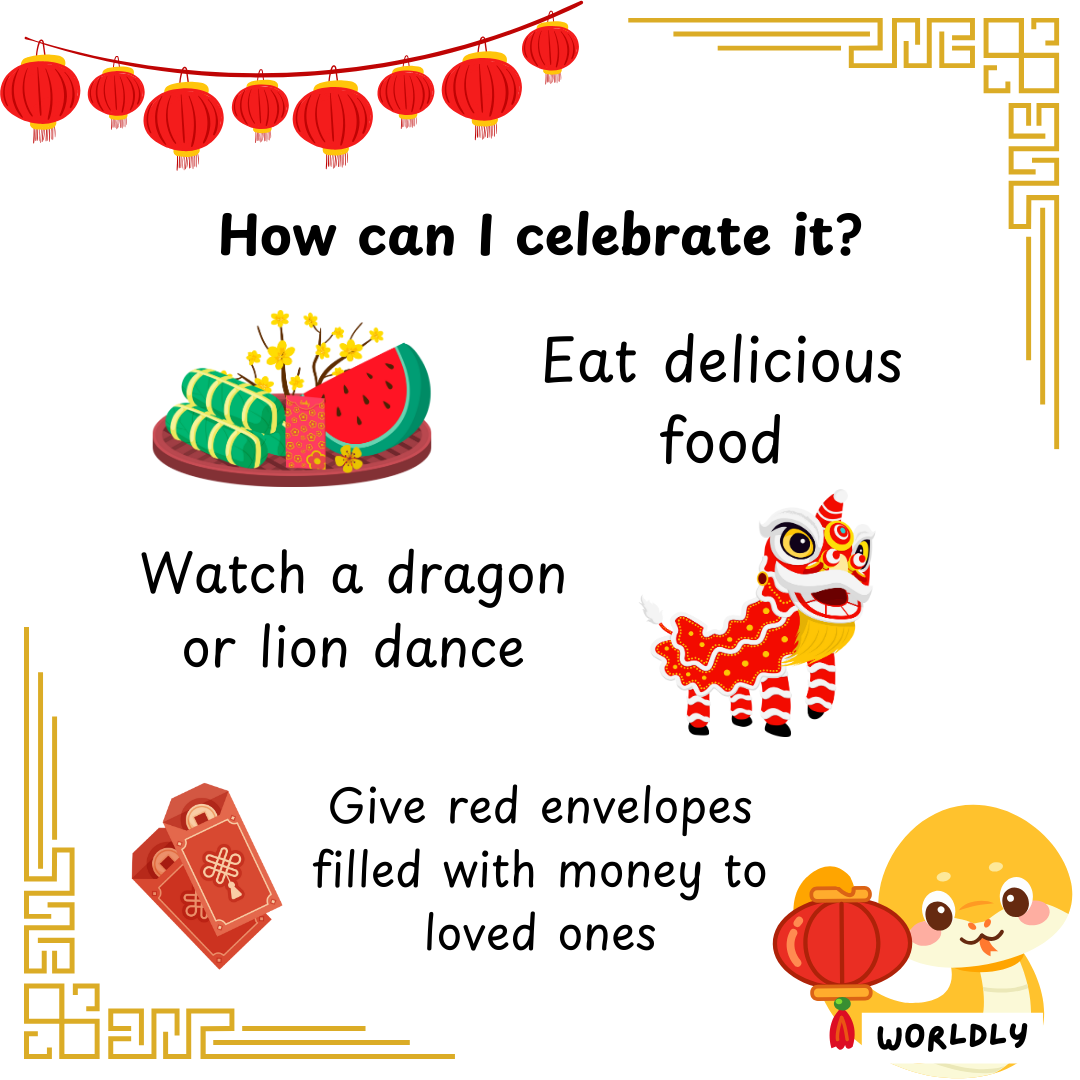 How can I celebrate it?
Eat delicious
food
Watch a dragon
or lion dance
Give red envelopes
filled with money to
loved ones
WORLDLY